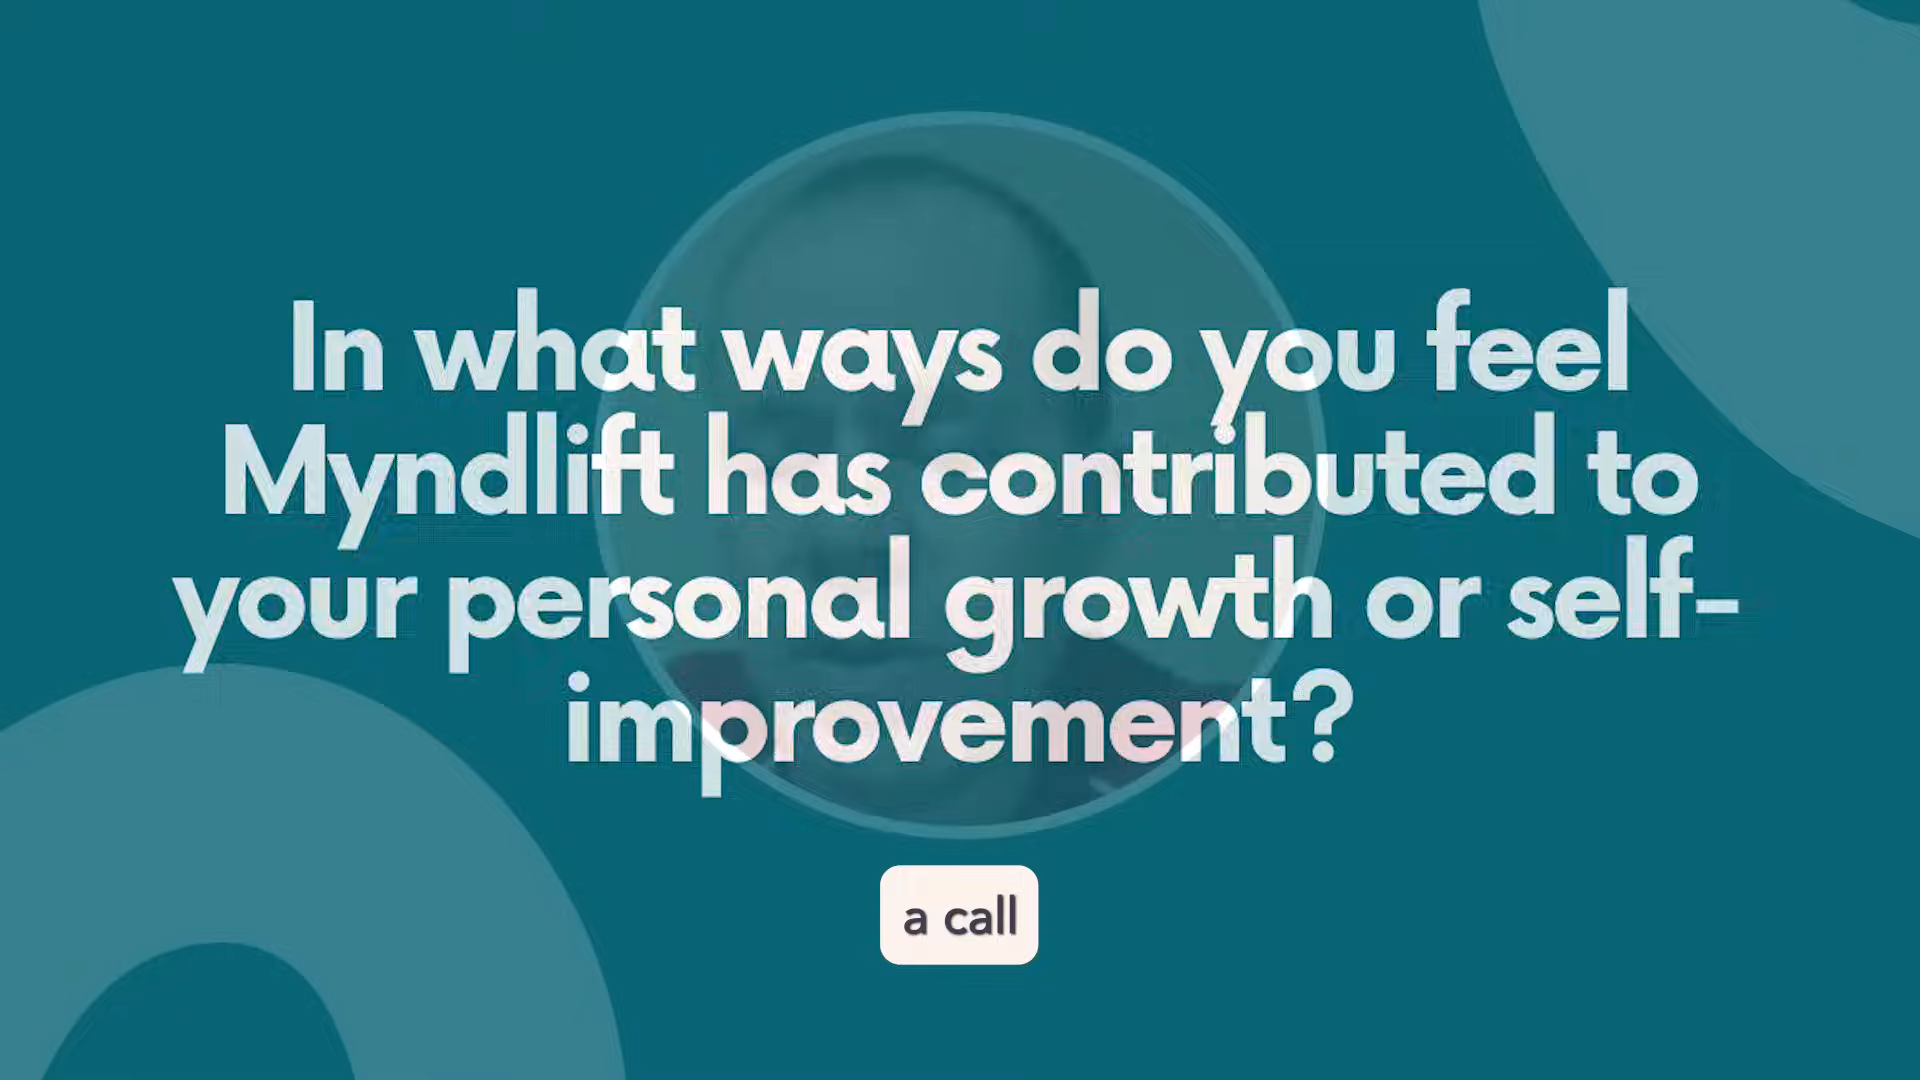 In what ways do you feel
Myndlift has contributed to
your personal growth or self-
improvement?
a call